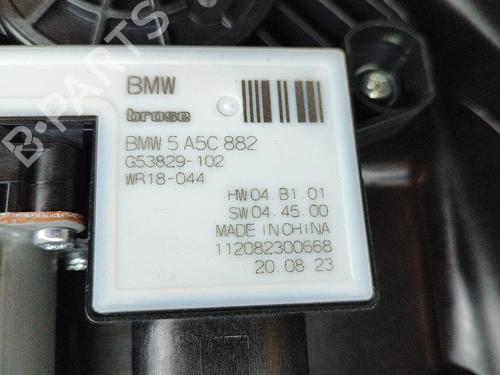 BMW
brose
BMW 5 A5C 882
G53829-102
WR18-044
HW 04.B1.01
SW 04.45.00
MADE IN CHINA
112082300668
20.08.23
B-PARTS